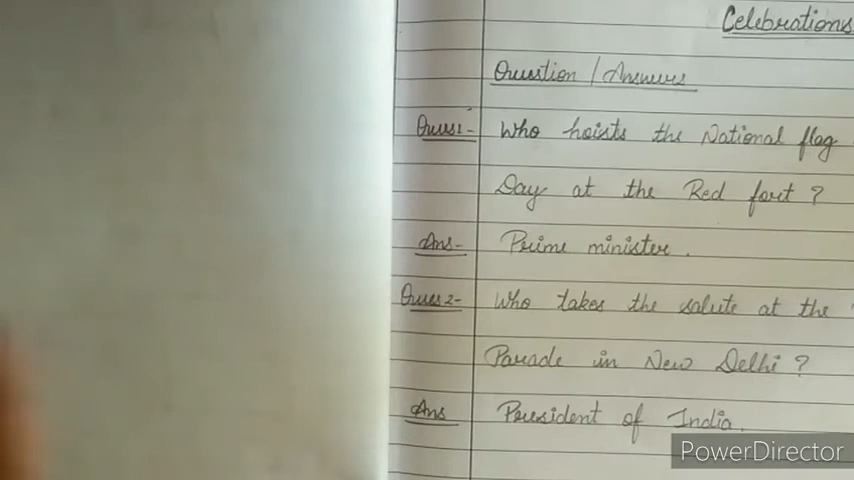 Celebrations
Question / Answers
Ques1- Who hoists the National flag
Day at the Red fort ?
Ans- Prime minister .
Ques2- Who takes the salute at the
Parade in New Delhi ?
Ans President of India.
PowerDirector